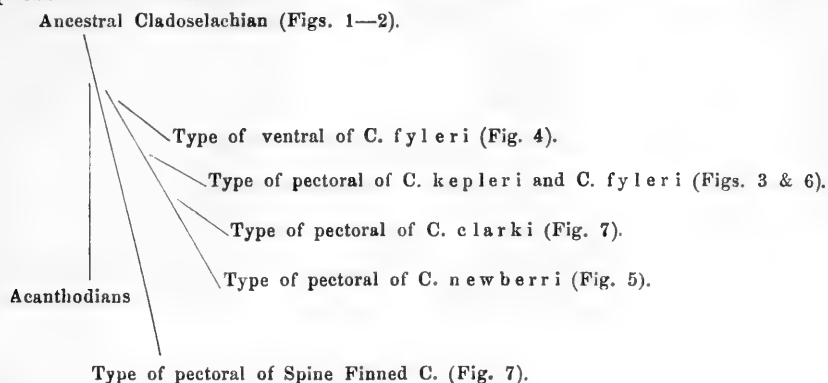 Ancestral Cladoselachian (Figs. 1—2).
Type of ventral of C. fyleri (Fig. 4).
Type of pectoral of C. kepleri and C. fyleri (Figs. 3 & 6).
Type of pectoral of C. clarki (Fig. 7).
Type of pectoral of C. newberri (Fig. 5).
Acanthodians
Type of pectoral of Spine Finned C. (Fig. 7).